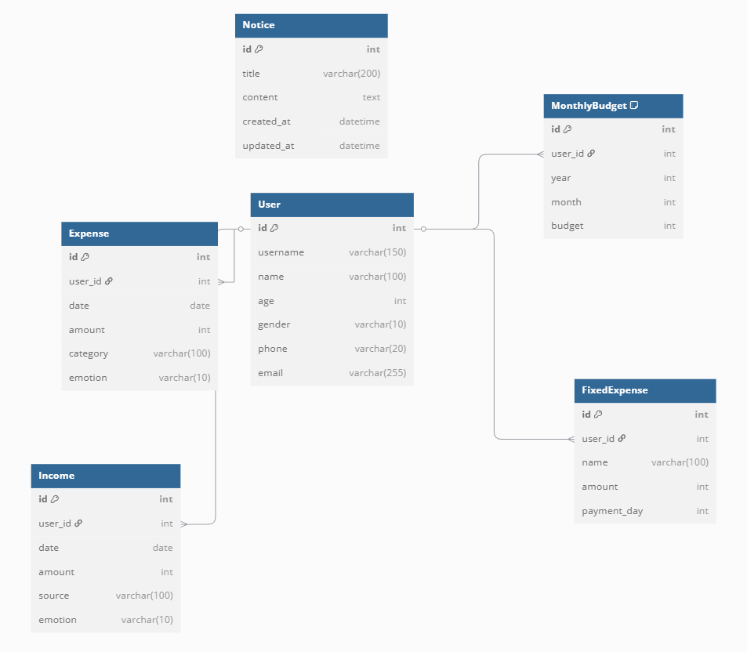 Notice
id int
title varchar(200)
content text
created_at datetime
updated_at datetime
MonthlyBudget
id int
user_id int
year int
month int
budget int
User
id int
username varchar(150)
name varchar(100)
age int
gender varchar(10)
phone varchar(20)
email varchar(255)
Expense
id int
user_id int
date date
amount int
category varchar(100)
emotion varchar(10)
FixedExpense
id int
user_id int
name varchar(100)
amount int
payment_day int
Income
id int
user_id int
date date
amount int
source varchar(100)
emotion varchar(10)